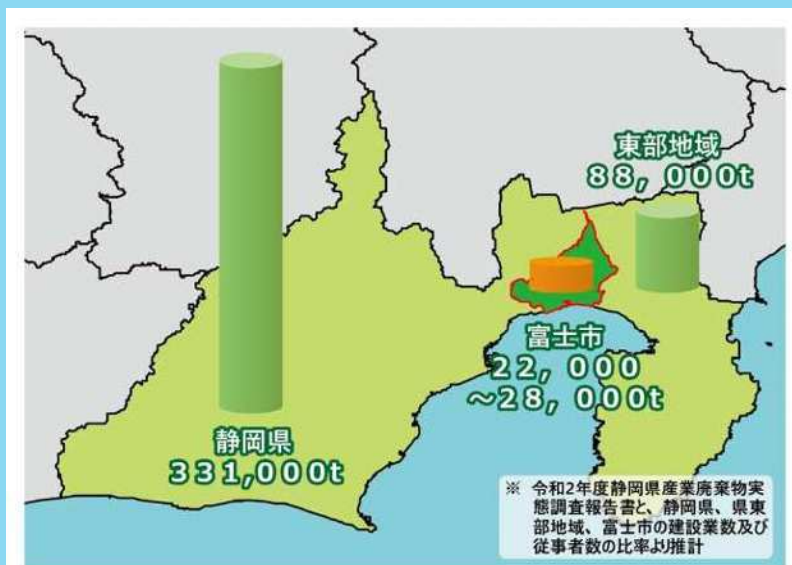 東部地域
８８，０００t
富士市
２２，０００
～２８，０００t
静岡県
３３１,０００t
※ 令和2年度静岡県産業廃棄物実
態調査報告書と、静岡県、県東
部地域、富士市の建設業数及び
従事者数の比率より推計